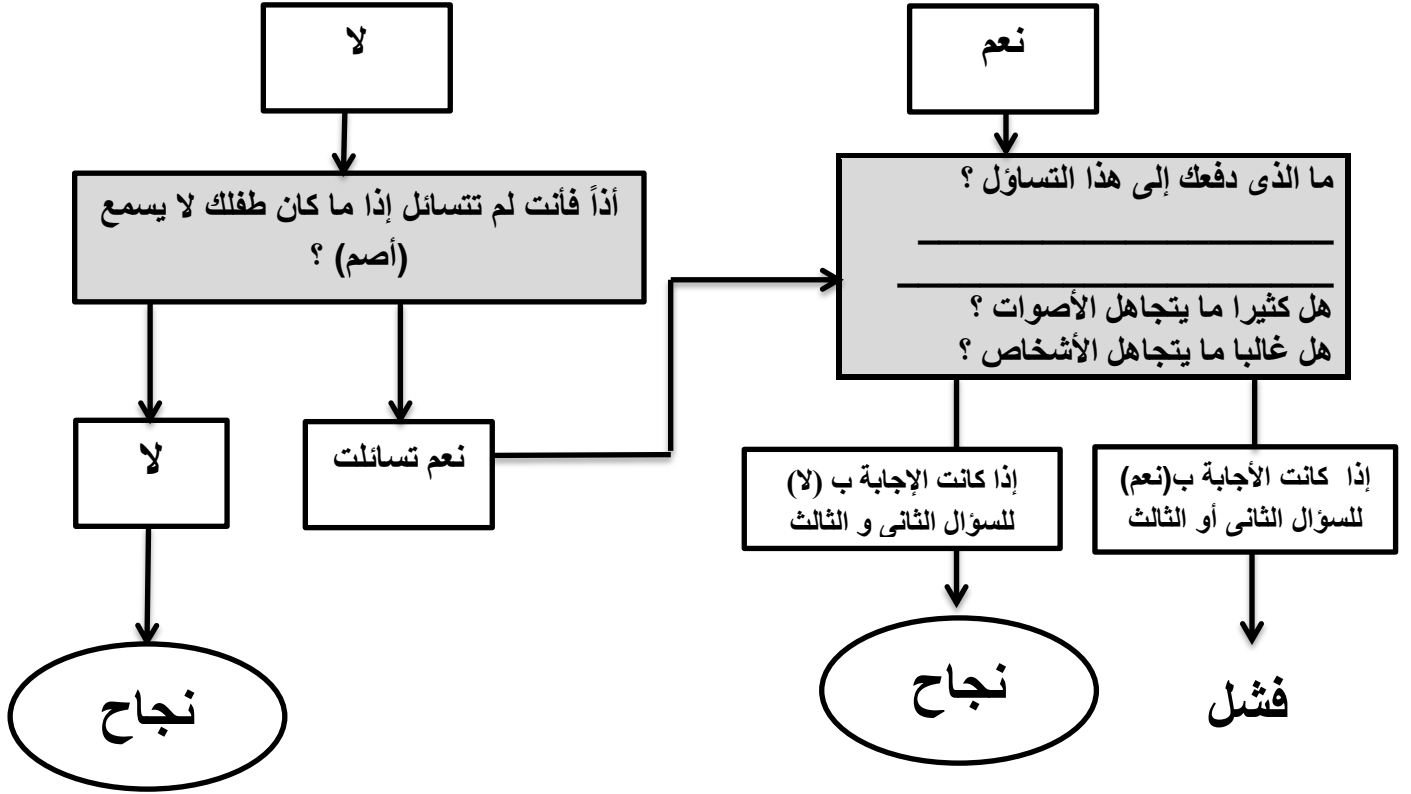 نعم
لا
ما الذى دفعك إلى هذا التساؤل ؟
هل كثيرا ما يتجاهل الأصوات ؟
هل غالبا ما يتجاهل الأشخاص ؟
أذاً فأنت لم تتسائل إذا ما كان طفلك لا يسمع
(أصم) ؟
إذا كانت الأجابة ب(نعم)
للسؤال الثانى أو الثالث
إذا كانت الإجابة ب (لا)
للسؤال الثانى و الثالث
نعم تسائلت
لا
فشل
نجاح
نجاح